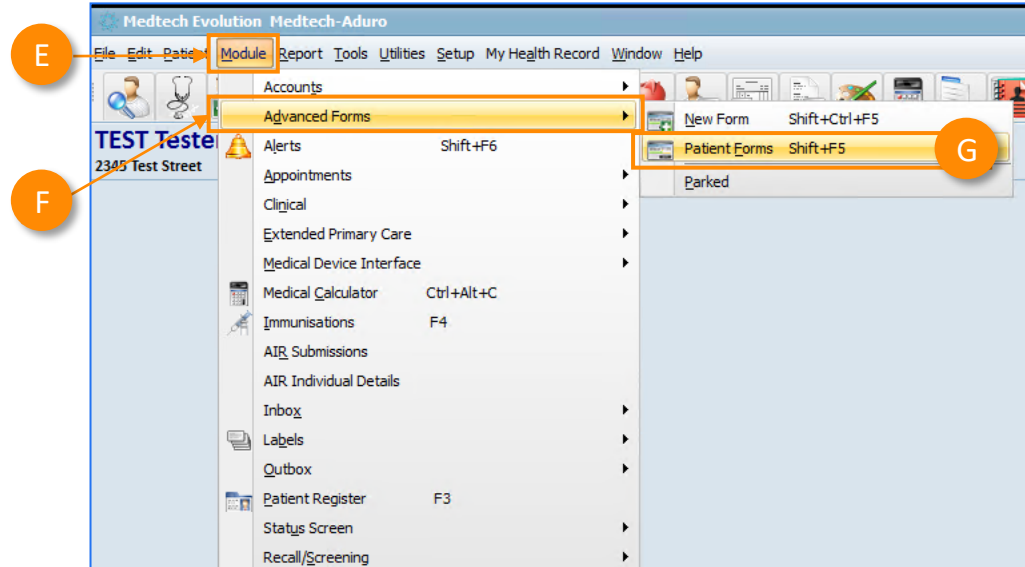 Medtech Evolution Medtech-Aduro
File Edit Patient Module Report Tools Utilities Setup My Health Record Window Help
E
Accounts
Advanced Forms
New Form Shift+Ctrl+F5
TEST Teste
Alerts Shift+F6
Patient Forms Shift+F5
G
2345 Test Street
Appointments
Parked
F
Clinical
Extended Primary Care
Medical Device Interface
Medical Calculator Ctrl+Alt+C
Immunisations F4
AIR Submissions
AIR Individual Details
Inbox
Labels
Outbox
Patient Register F3
Status Screen
Recall/Screening